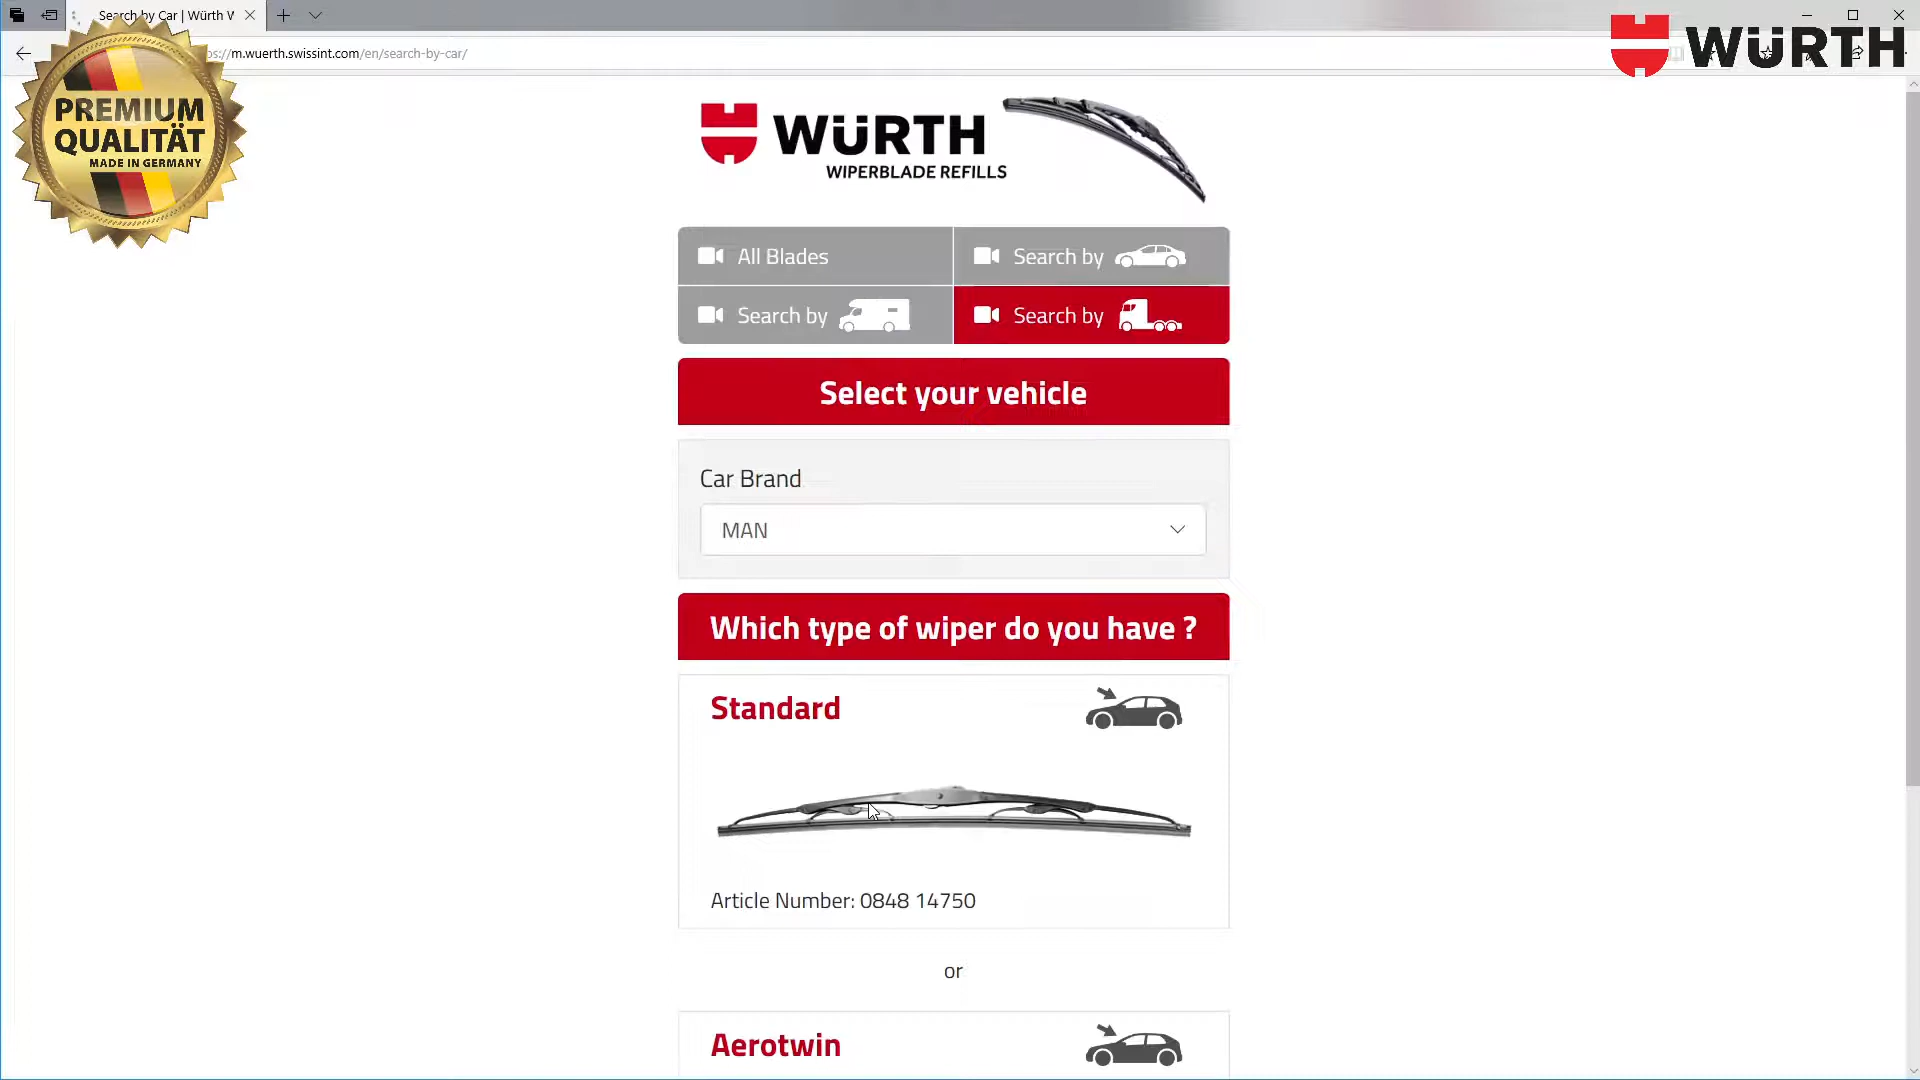 Search by Car | Würth W
m.wuerth.swissint.com/en/search-by-car/
WÜRTH
PREMIUM
QUALITÄT
MADE IN GERMANY
WÜRTH
WIPERBLADE REFILLS
All Blades
Search by
Search by
Search by
Select your vehicle
Car Brand
MAN
Which type of wiper do you have ?
Standard
Article Number: 0848 14750
or
Aerotwin